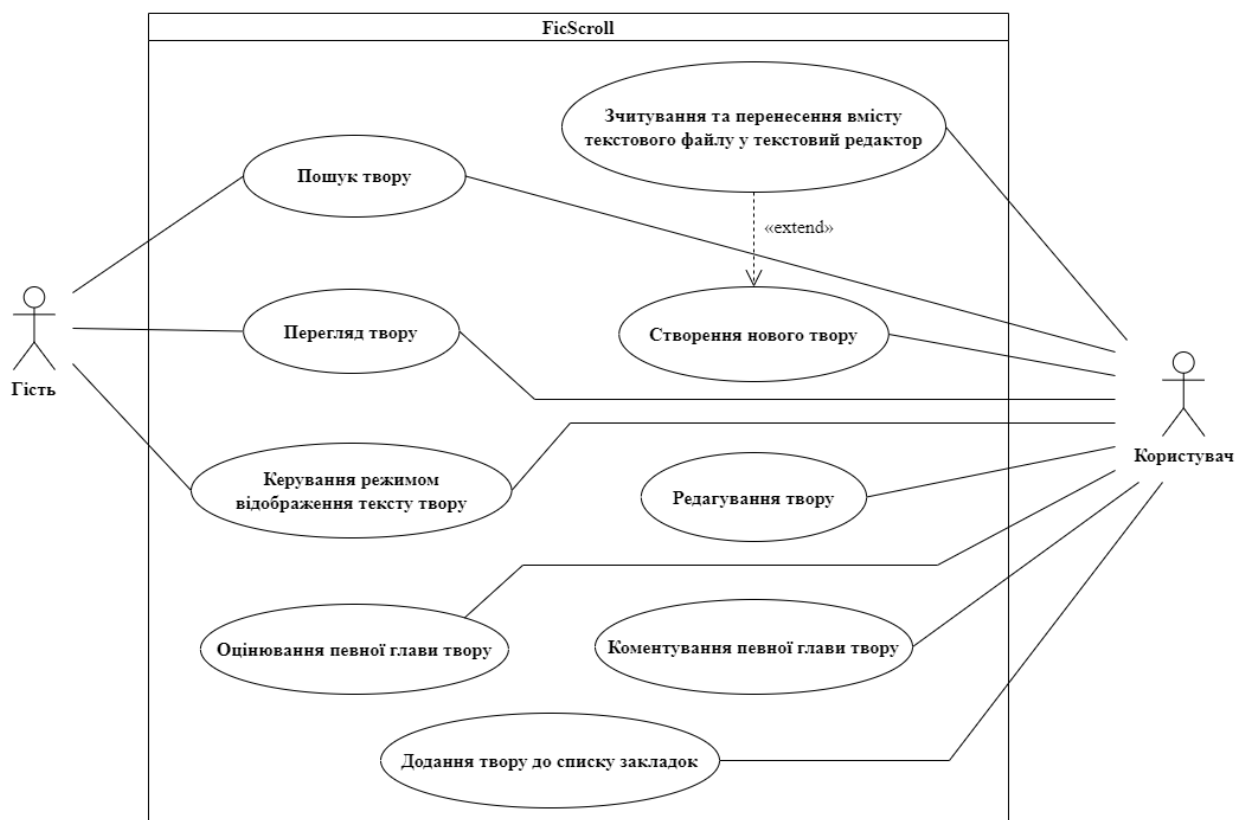 FicScroll
Зчитування та перенесення вмісту
текстового файлу у текстовий редактор
Пошук твору
«extend»
Перегляд твору
Створення нового твору
Гість
Користувач
Керування режимом
відображення тексту твору
Редагування твору
Оцінювання певної глави твору
Коментування певної глави твору
Додання твору до списку закладок